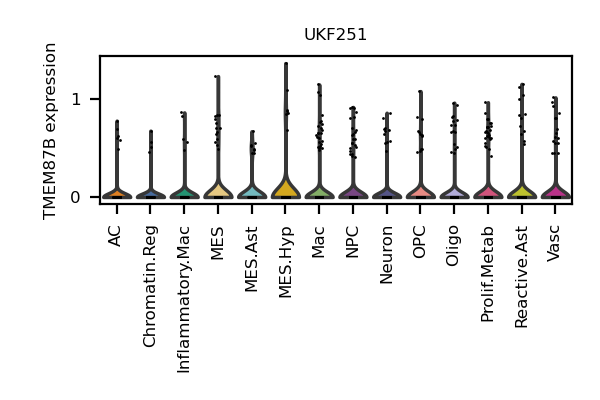 UKF251
TMEM87B expression
1
0
AC
Chromatin.Reg
Inflammatory.Mac
MES
MES.Ast
MES.Hyp
Mac
NPC
Neuron
OPC
Oligo
Prolif.Metab
Reactive.Ast
Vasc